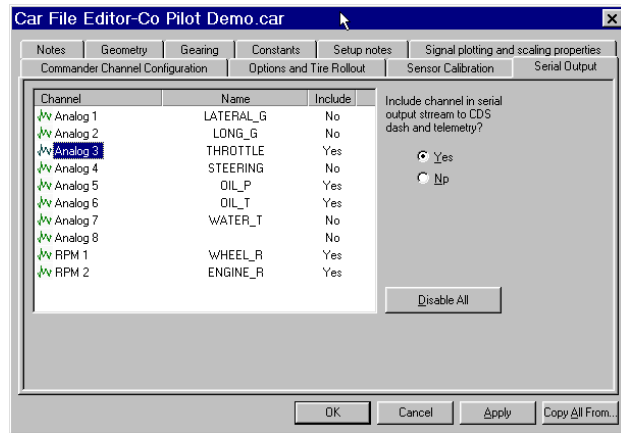 Car File Editor-Co Pilot Demo.car
Notes Geometry Gearing Constants Setup notes Signal plotting and scaling properties
Commander Channel Configuration Options and Tire Rollout Sensor Calibration Serial Output
Channel Name Include
Analog 1 LATERAL_G No
Analog 2 LONG_G No
Analog 3 THROTTLE Yes
Analog 4 STEERING No
Analog 5 OIL_P Yes
Analog 6 OIL_T Yes
Analog 7 WATER_T No
Analog 8 No
RPM 1 WHEEL_R Yes
RPM 2 ENGINE_R Yes
Include channel in serial
output strream to CDS
dash and telemetry?
Yes
Np
Disable All
OK Cancel Apply Copy All From...